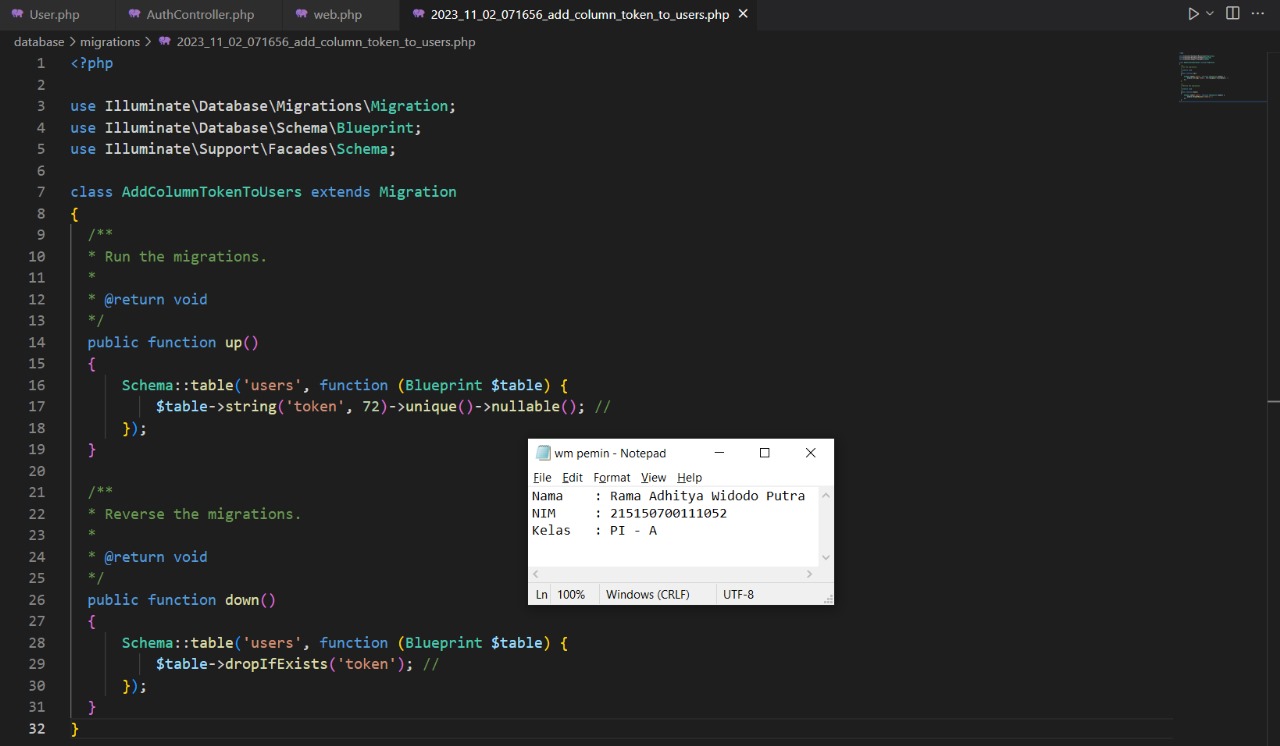 User.php
AuthController.php
web.php
2023_11_02_071656_add_column_token_to_users.php
database > migrations > 2023_11_02_071656_add_column_token_to_users.php
1 <?php
2
3 use Illuminate\Database\Migrations\Migration;
4 use Illuminate\Database\Schema\Blueprint;
5 use Illuminate\Support\Facades\Schema;
6
7 class AddColumnTokenToUsers extends Migration
8 {
9 /**
10 * Run the migrations.
11 *
12 * @return void
13 */
14 public function up()
15 {
16 Schema::table('users', function (Blueprint $table) {
17 $table->string('token', 72)->unique()->nullable(); //
18 });
19 }
20
21 /**
22 * Reverse the migrations.
23 *
24 * @return void
25 */
26 public function down()
27 {
28 Schema::table('users', function (Blueprint $table) {
29 $table->dropIfExists('token'); //
30 });
31 }
32 }
wm pemin - Notepad
File Edit Format View Help
Nama : Rama Adhitya Widodo Putra
NIM : 215150700111052
Kelas : PI - A
Ln 100% Windows (CRLF) UTF-8